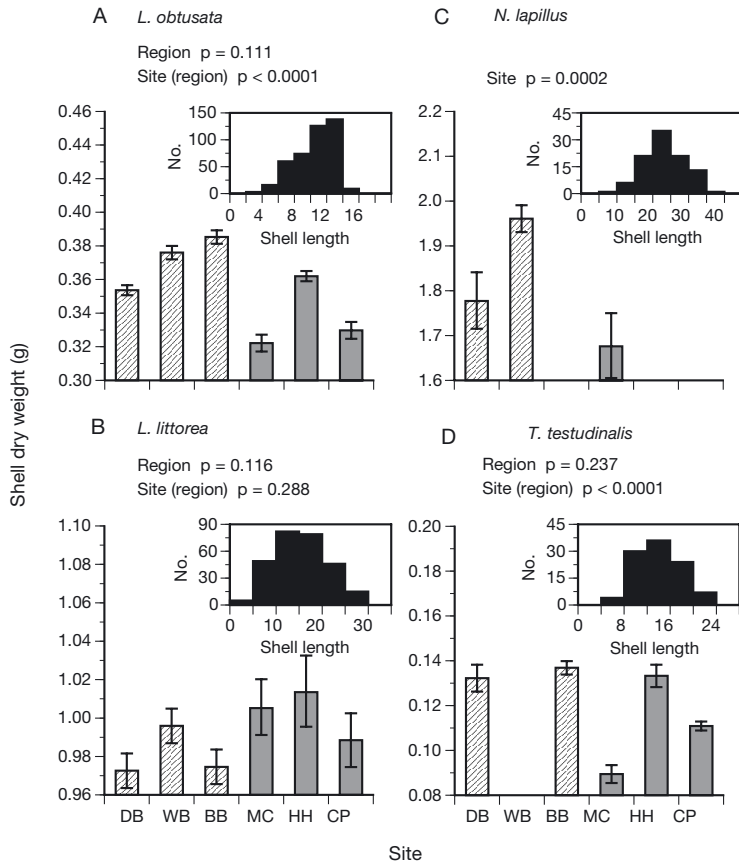 A L. obtusata
Region p = 0.111
Site (region) p < 0.0001
0.46
0.44
0.42
0.40
0.38
0.36
0.34
0.32
0.30
150
100
50
0
No.
0 4 8 12 16
Shell length
C N. lapillus
Site p = 0.0002
2.2
2.1
2.0
1.9
1.8
1.7
1.6
45
30
15
0
No.
0 10 20 30 40
Shell length
Shell dry weight (g)
B L. littorea
Region p = 0.116
Site (region) p = 0.288
1.10
1.08
1.06
1.04
1.02
1.00
0.98
0.96
90
60
30
0
No.
0 10 20 30
Shell length
DB WB BB MC HH CP
D T. testudinalis
Region p = 0.237
Site (region) p < 0.0001
0.20
0.18
0.16
0.14
0.12
0.10
0.08
45
30
15
0
No.
0 8 16 24
Shell length
DB WB BB MC HH CP
Site